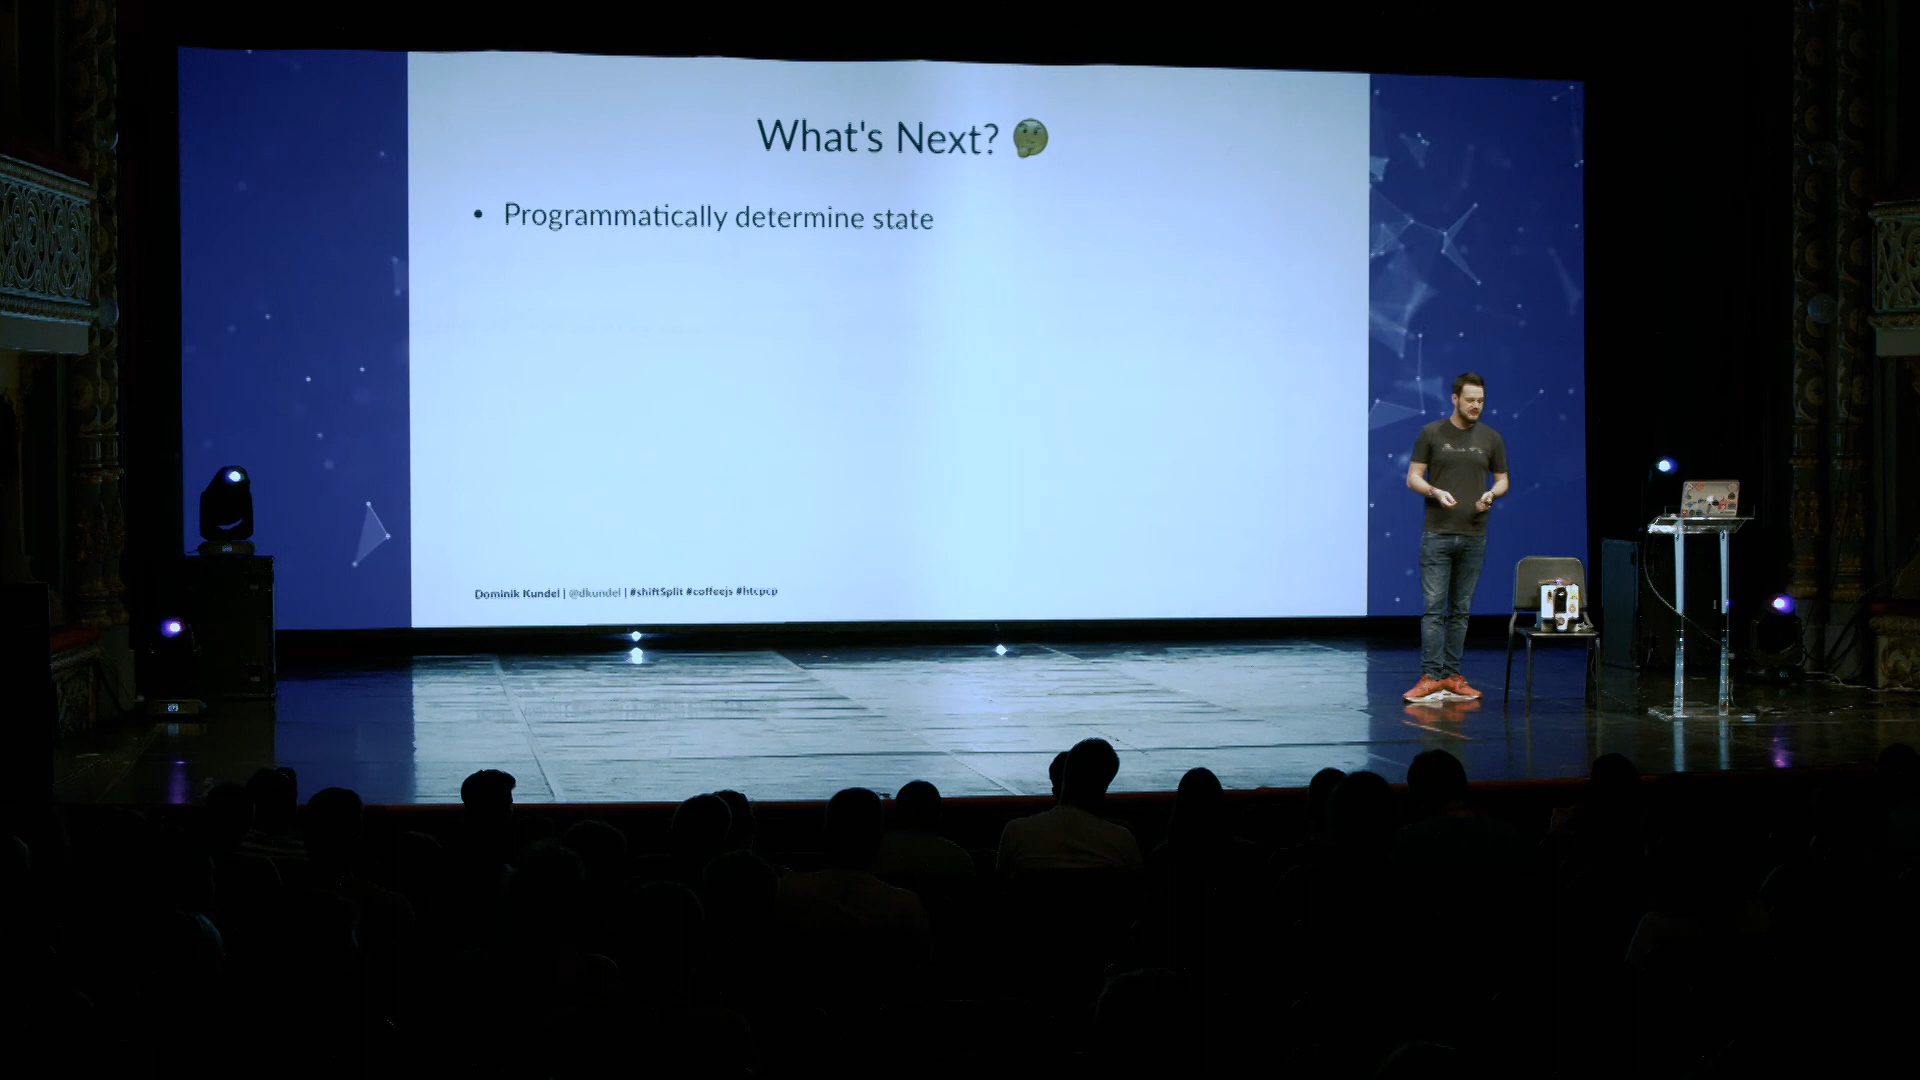 What's Next? 🤔
• Programmatically determine state
Dominik Kundel | @dkundel | #shiftSplit #coffeejs #htcpcp